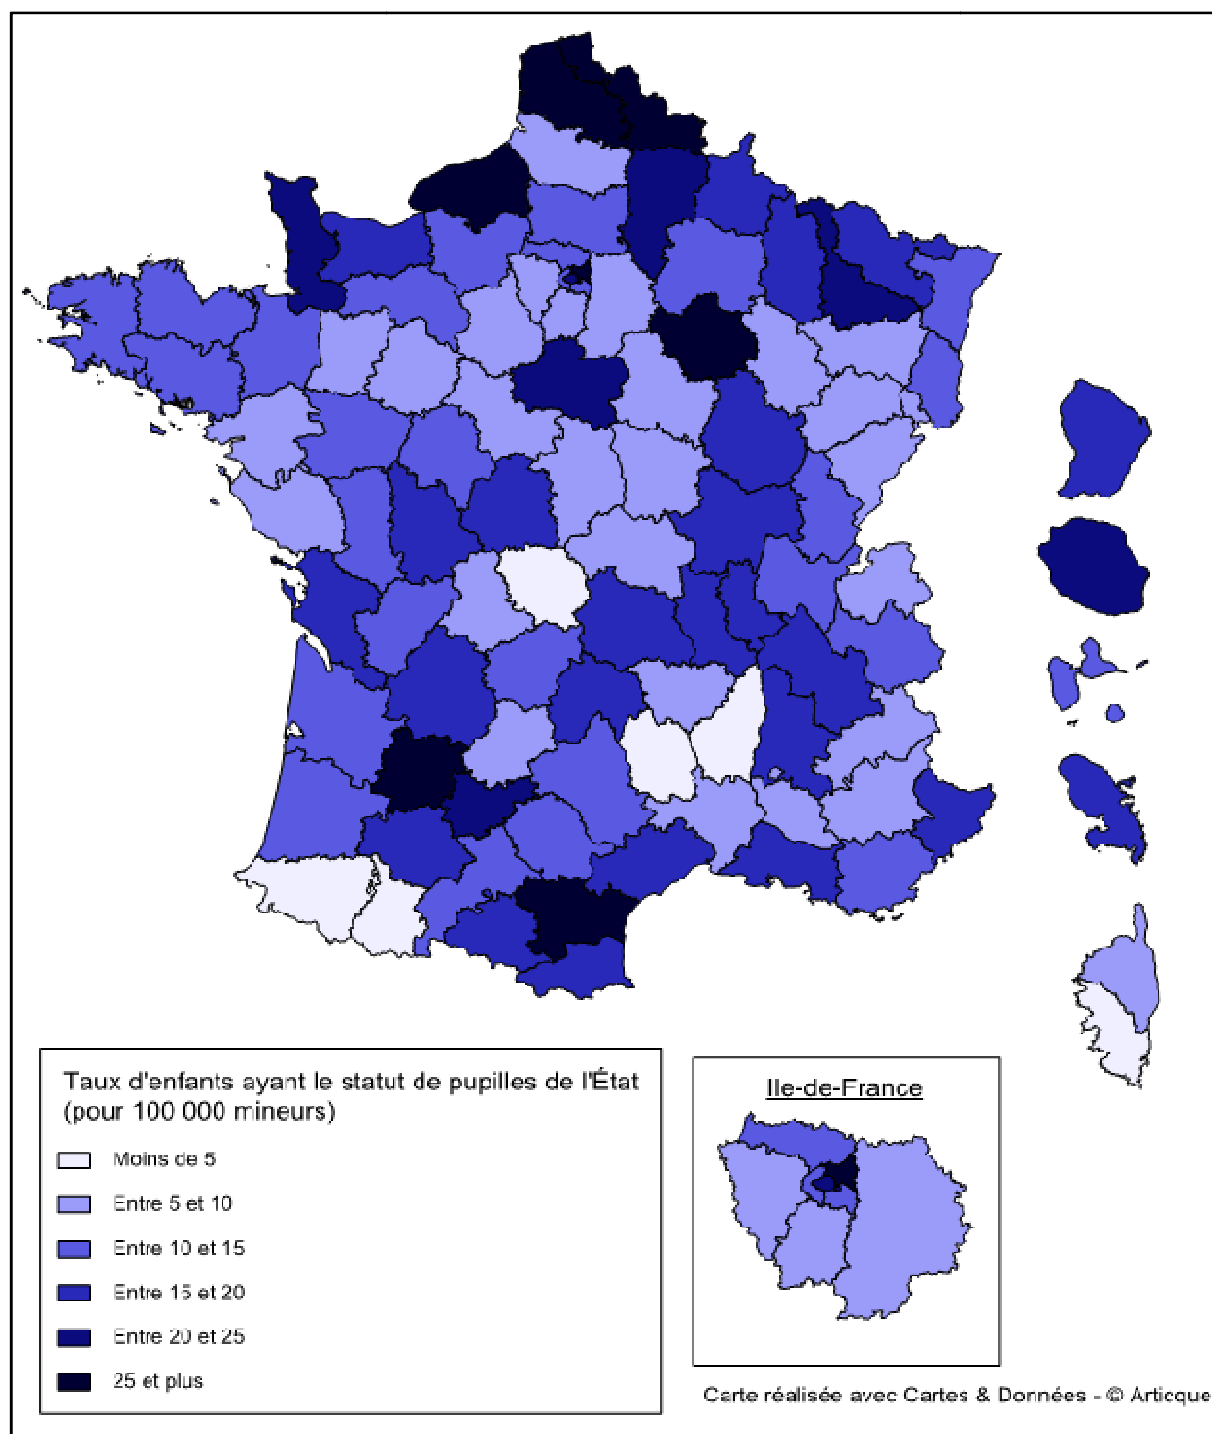 Taux d'enfants ayant le statut de pupilles de l'État
(pour 100 000 mineurs)
Moins de 5
Entre 5 et 10
Entre 10 et 15
Entre 15 et 20
Entre 20 et 25
25 et plus
Ile-de-France
Carte réalisée avec Cartes & Données - © Articque